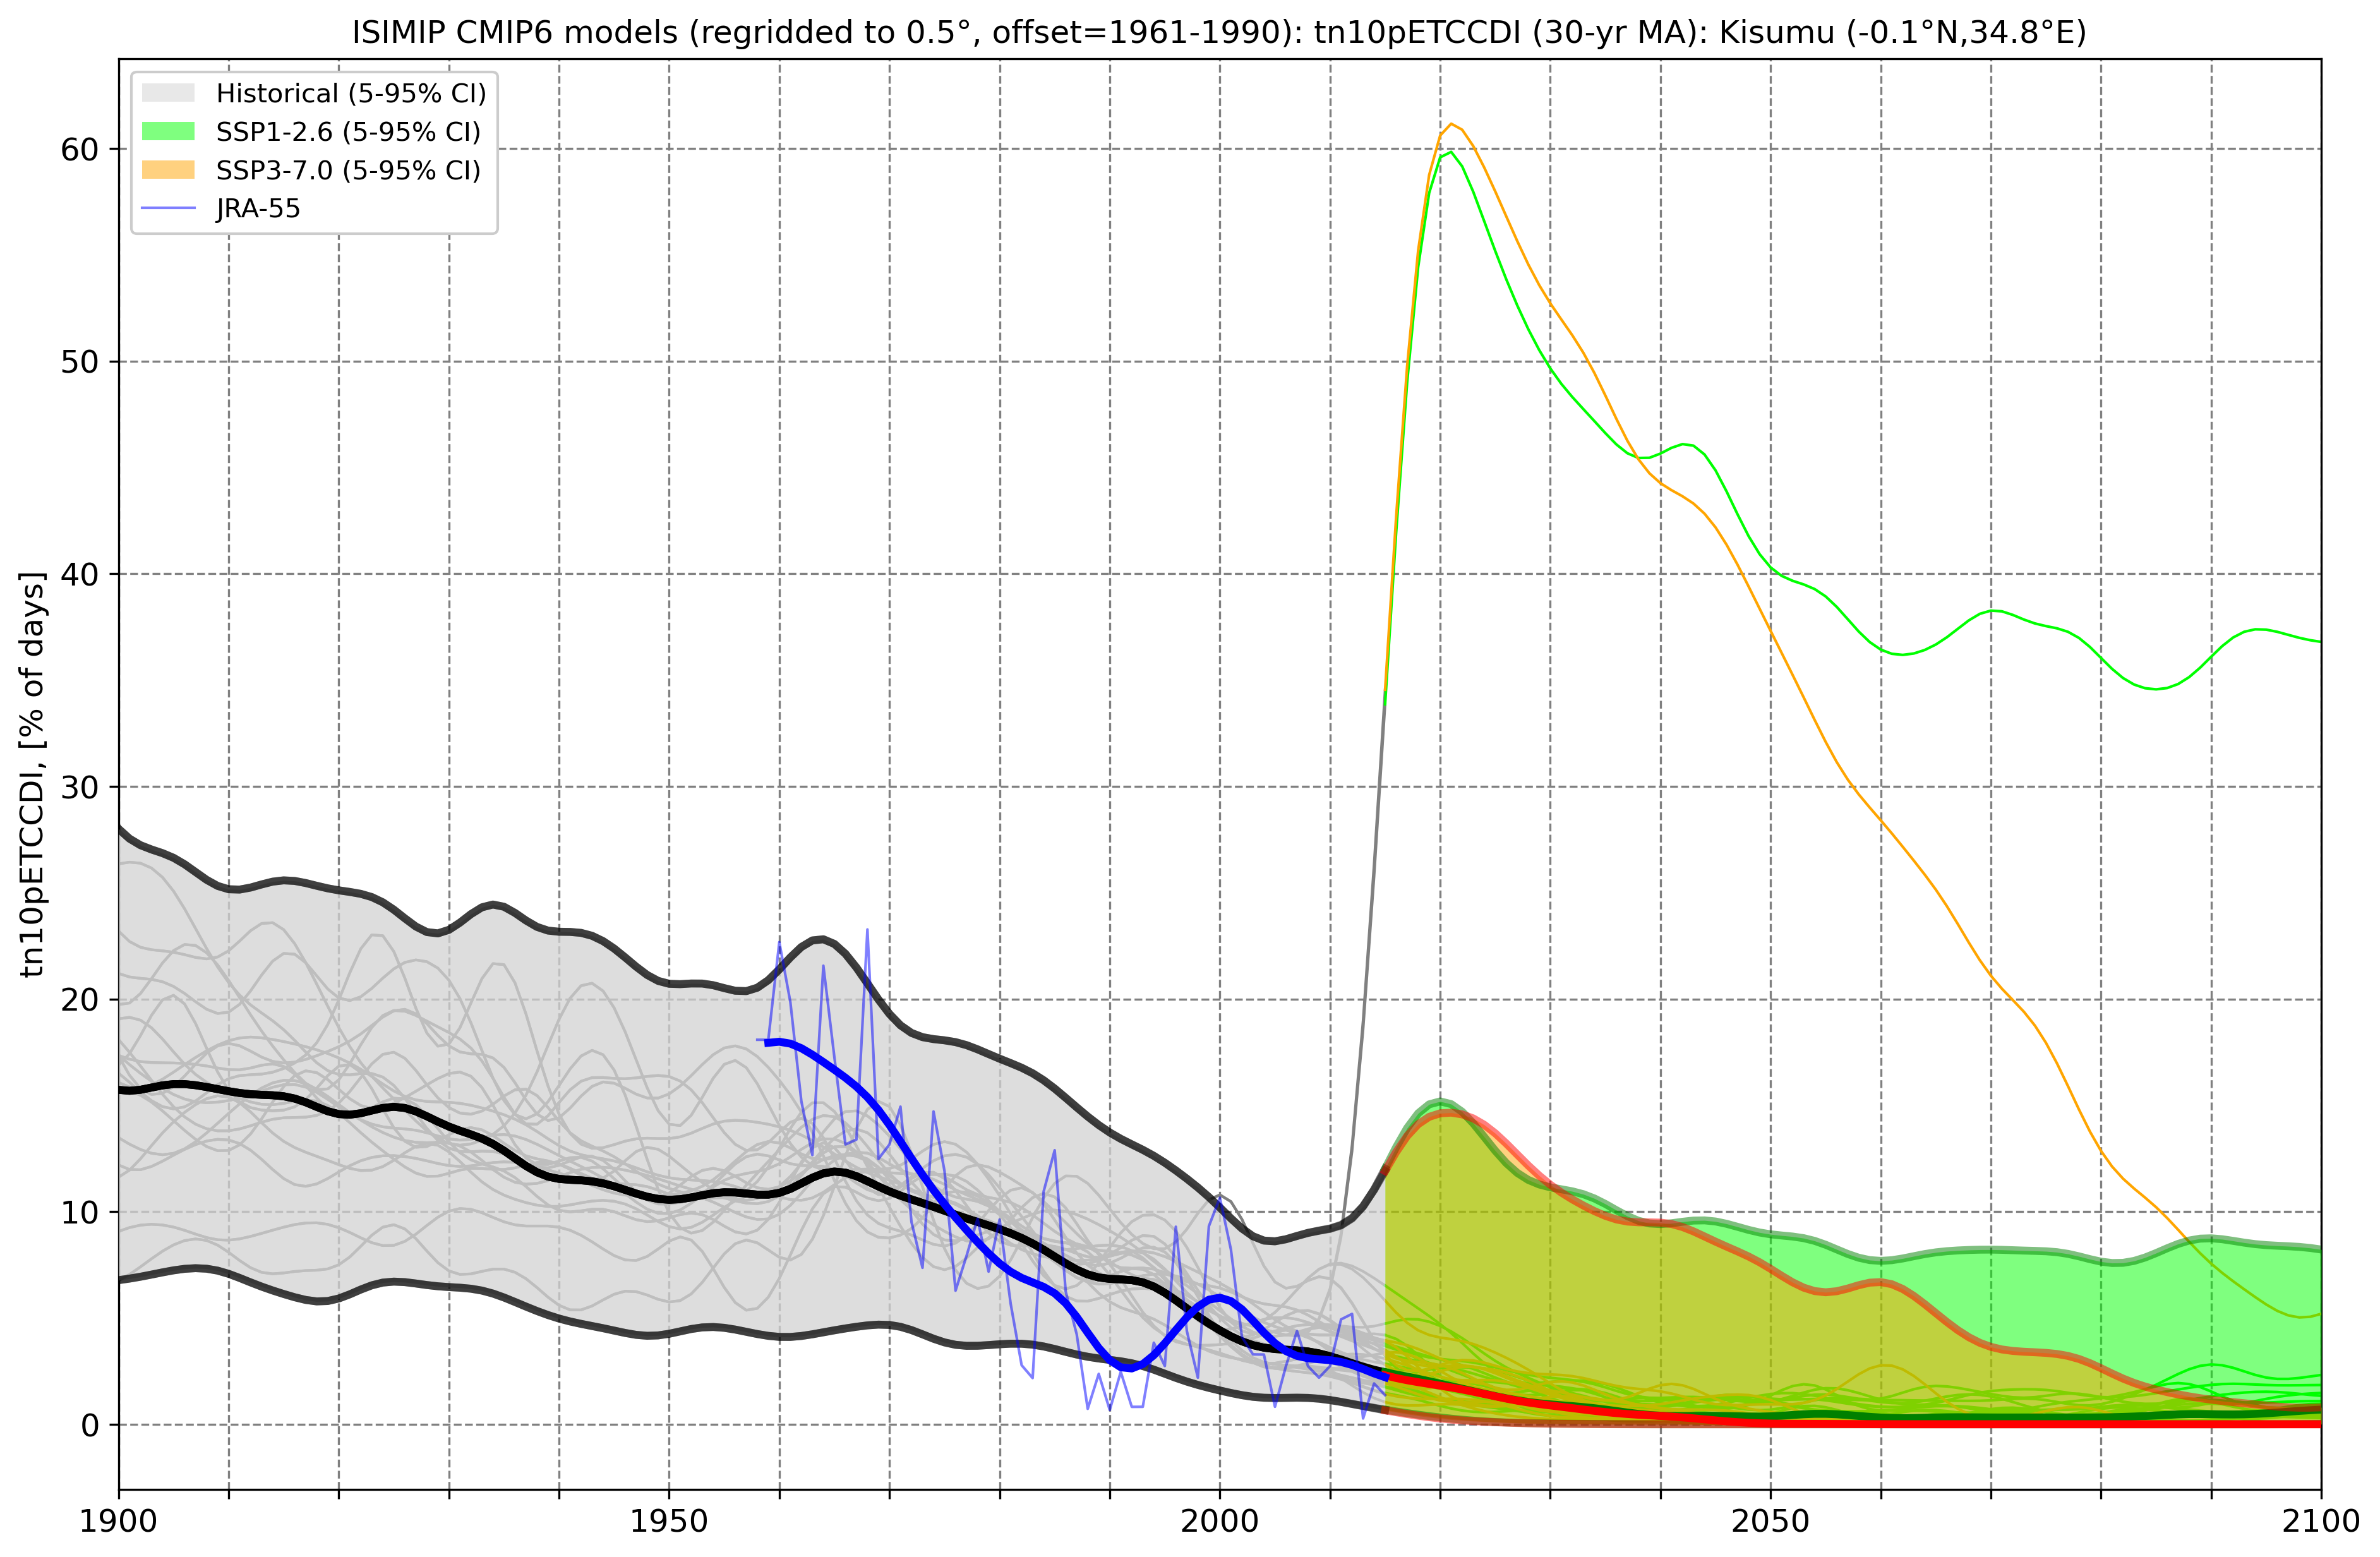 ISIMIP CMIP6 models (regridded to 0.5°, offset=1961-1990): tn10pETCCDI (30-yr MA): Kisumu (-0.1°N,34.8°E)
Historical (5-95% CI)
SSP1-2.6 (5-95% CI)
SSP3-7.0 (5-95% CI)
JRA-55
tn10pETCCDI, [% of days]
60
50
40
30
20
10
0
1900 1950 2000 2050 2100